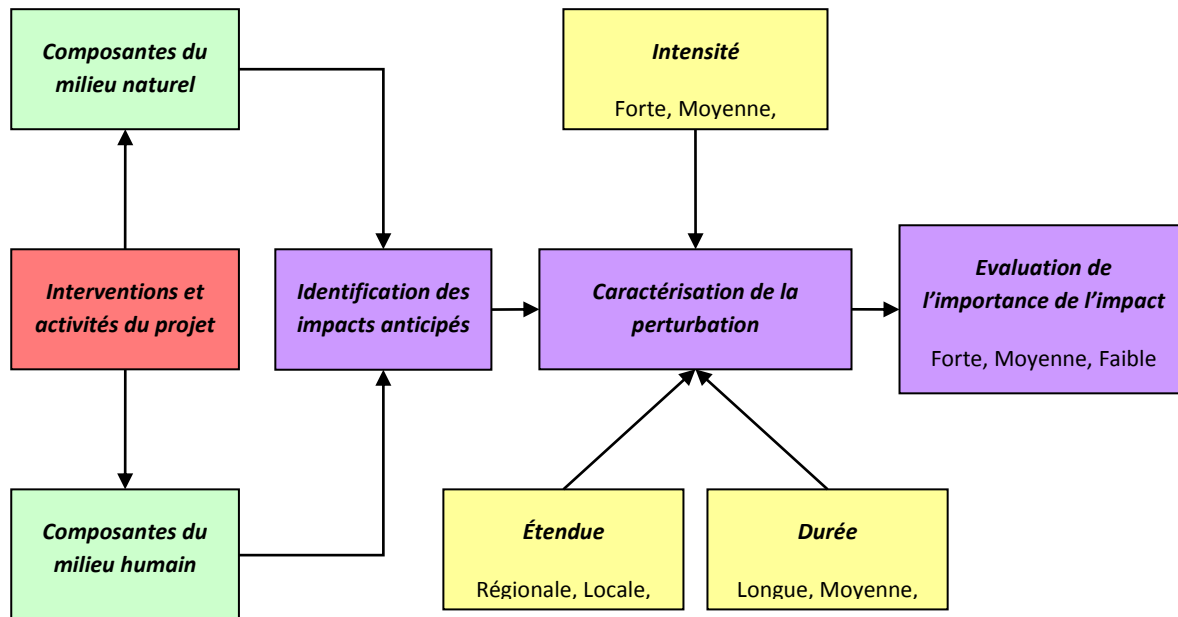 Composantes du
milieu naturel
Intensité
Forte, Moyenne,
Interventions et
activités du projet
Identification des
impacts anticipés
Caractérisation de la
perturbation
Evaluation de
l’importance de l’impact
Forte, Moyenne, Faible
Composantes du
milieu humain
Étendue
Régionale, Locale,
Durée
Longue, Moyenne,